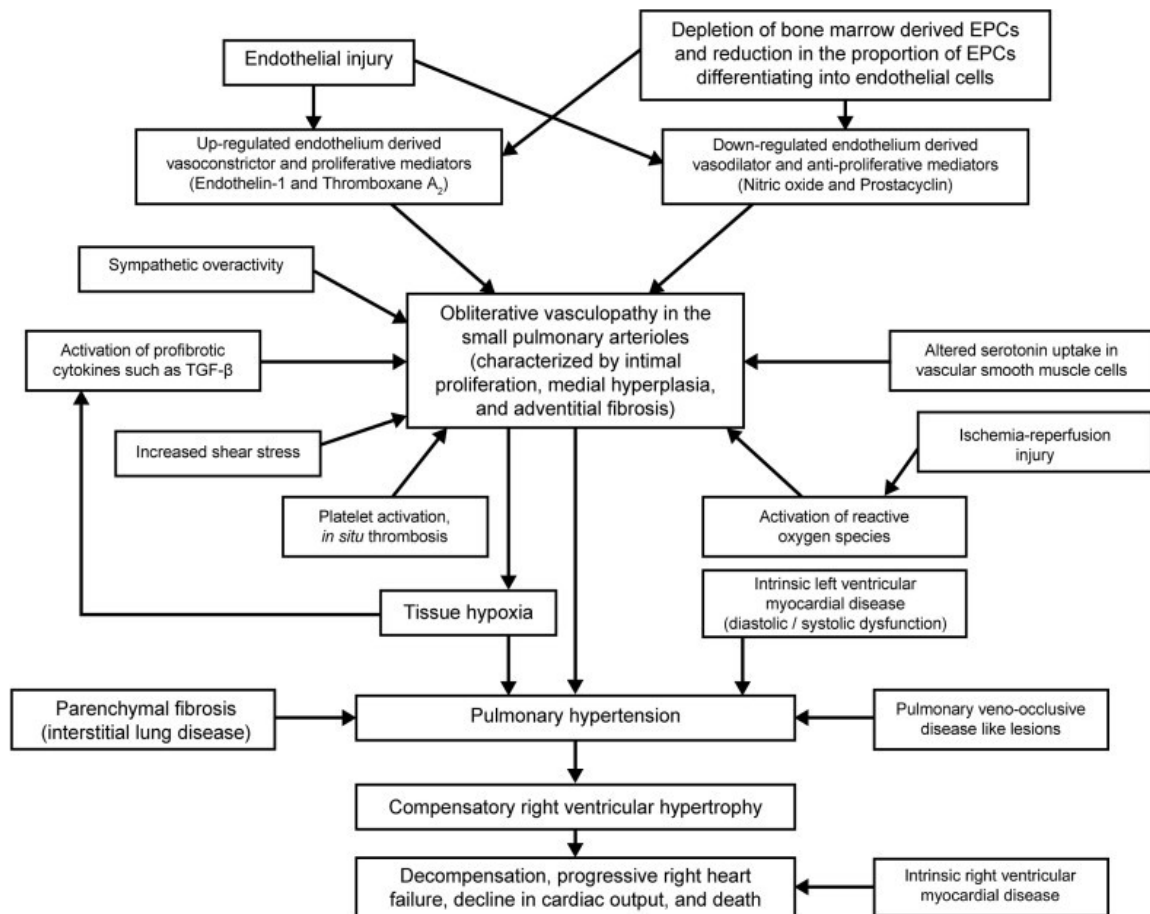 Endothelial injury
Depletion of bone marrow derived EPCs
and reduction in the proportion of EPCs
differentiating into endothelial cells
Up-regulated endothelium derived
vasoconstrictor and proliferative mediators
(Endothelin-1 and Thromboxane A₂)
Down-regulated endothelium derived
vasodilator and anti-proliferative mediators
(Nitric oxide and Prostacyclin)
Sympathetic overactivity
Obliterative vasculopathy in the
small pulmonary arterioles
(characterized by intimal
proliferation, medial hyperplasia,
and adventitial fibrosis)
Activation of profibrotic
cytokines such as TGF-β
Altered serotonin uptake in
vascular smooth muscle cells
Increased shear stress
Ischemia-reperfusion
injury
Platelet activation,
in situ thrombosis
Activation of reactive
oxygen species
Tissue hypoxia
Intrinsic left ventricular
myocardial disease
(diastolic / systolic dysfunction)
Parenchymal fibrosis
(interstitial lung disease)
Pulmonary hypertension
Pulmonary veno-occlusive
disease like lesions
Compensatory right ventricular hypertrophy
Decompensation, progressive right heart
failure, decline in cardiac output, and death
Intrinsic right ventricular
myocardial disease